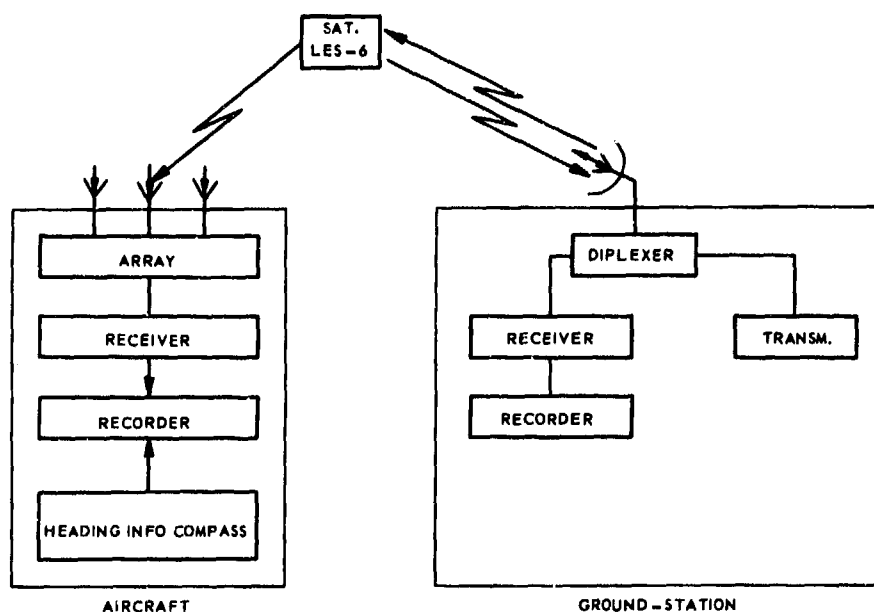 SAT.
LES-6
ARRAY
RECEIVER
RECORDER
HEADING INFO COMPASS
AIRCRAFT
DIPLEXER
RECEIVER
TRANSM.
RECORDER
GROUND-STATION